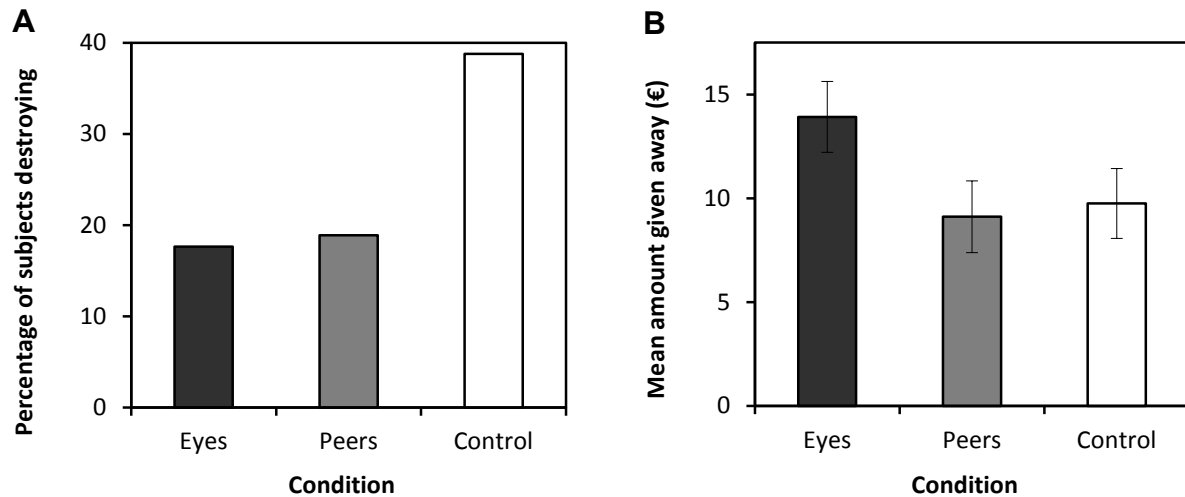 A
Percentage of subjects destroying
40
30
20
10
0
Eyes Peers Control
Condition
B
Mean amount given away (€)
15
10
5
0
Eyes Peers Control
Condition